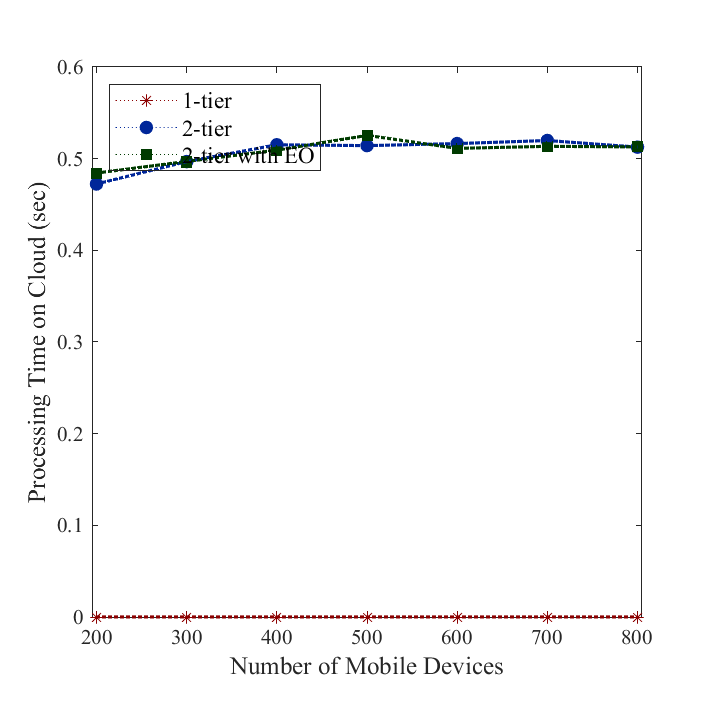 0.6
0.5
0.4
0.3
0.2
0.1
0
Processing Time on Cloud (sec)
1-tier
2-tier
2-tier with EO
200 300 400 500 600 700 800
Number of Mobile Devices